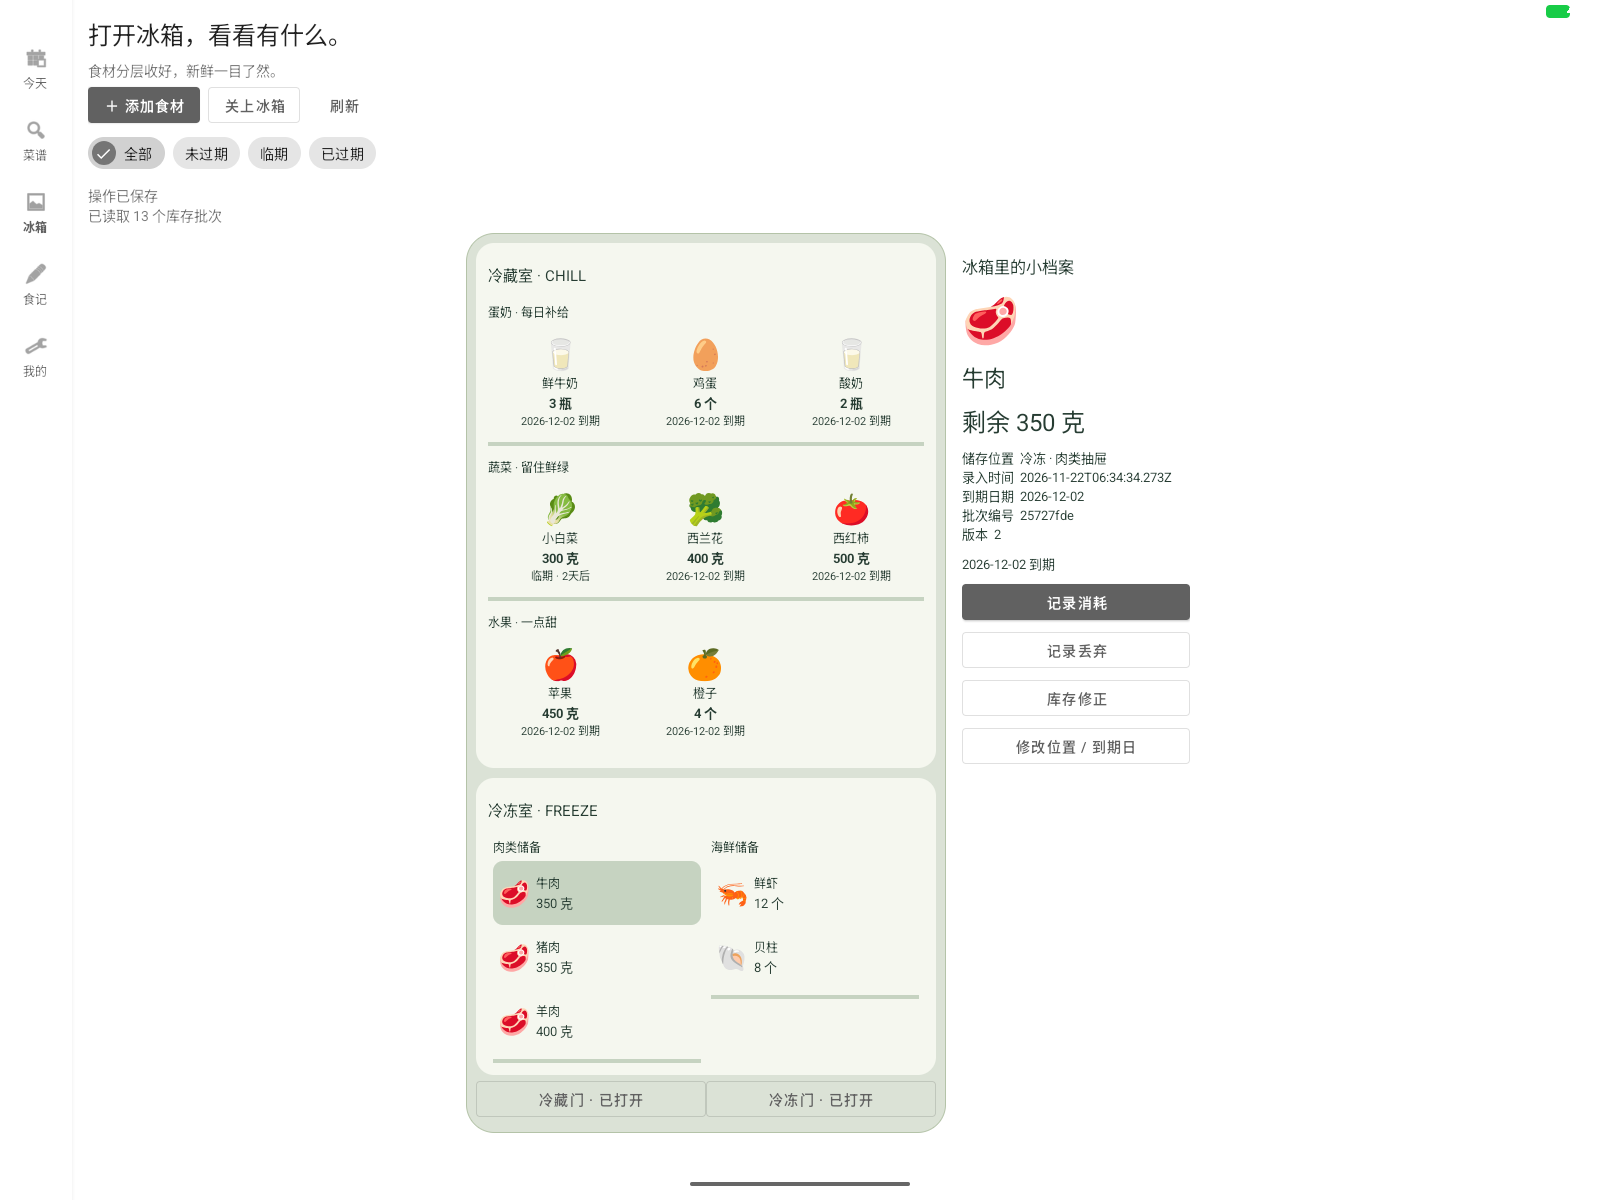 打开冰箱，看看有什么。
食材分层收好，新鲜一目了然。
添加食材
关上冰箱
刷新
全部
未过期
临期
已过期
操作已保存
已读取 13 个库存批次
今天
菜谱
冰箱
食记
我的
冷藏室 · CHILL
蛋奶 · 每日补给
鲜牛奶
3 瓶
2026-12-02 到期
鸡蛋
6 个
2026-12-02 到期
酸奶
2 瓶
2026-12-02 到期
蔬菜 · 留住鲜绿
小白菜
300 克
临期 · 2天后
西兰花
400 克
2026-12-02 到期
西红柿
500 克
2026-12-02 到期
水果 · 一点甜
苹果
450 克
2026-12-02 到期
橙子
4 个
2026-12-02 到期
冷冻室 · FREEZE
肉类储备
牛肉
350 克
猪肉
350 克
羊肉
400 克
海鲜储备
鲜虾
12 个
贝柱
8 个
冷藏门 · 已打开
冷冻门 · 已打开
冰箱里的小档案
牛肉
剩余 350 克
储存位置 冷冻 · 肉类抽屉
录入时间 2026-11-22T06:34:34.273Z
到期日期 2026-12-02
批次编号 25727fde
版本 2
2026-12-02 到期
记录消耗
记录丢弃
库存修正
修改位置 / 到期日